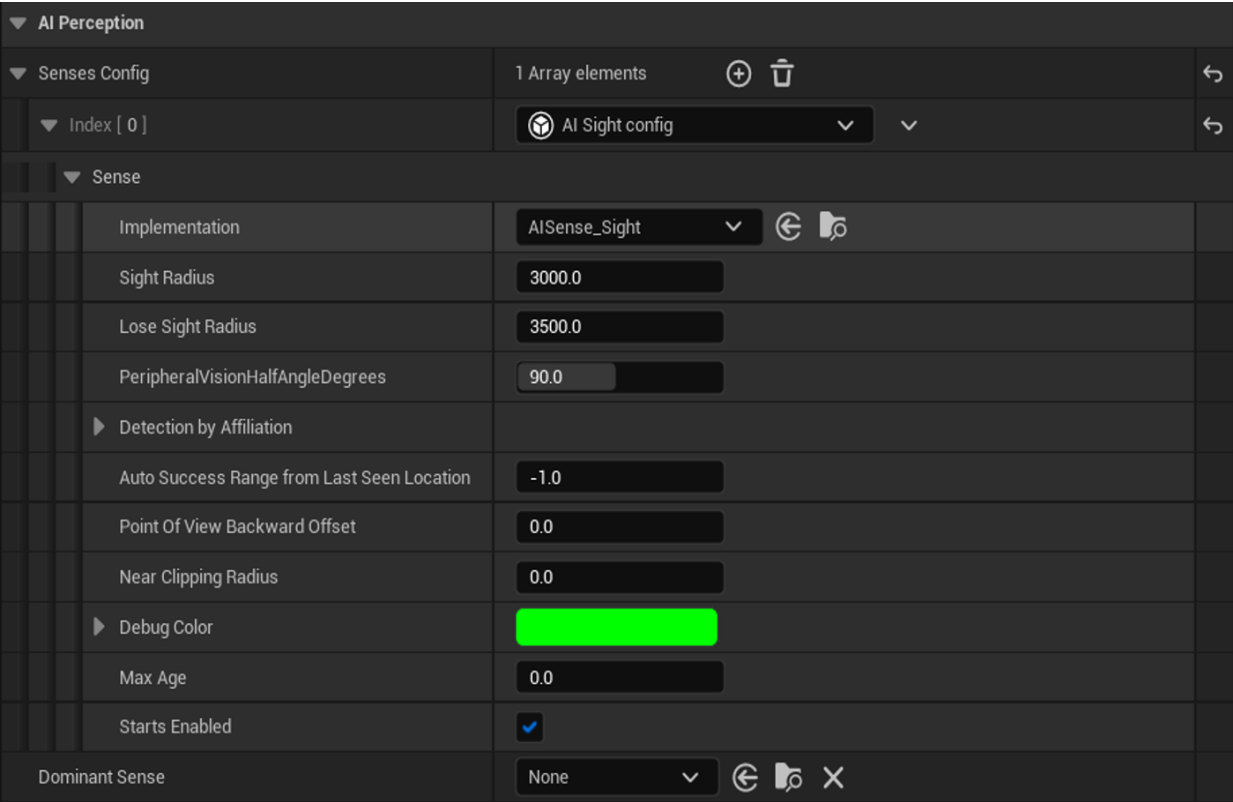 AI Perception
Senses Config 1 Array elements
Index [ 0 ] AI Sight config
Sense
Implementation AISense_Sight
Sight Radius 3000.0
Lose Sight Radius 3500.0
PeripheralVisionHalfAngleDegrees 90.0
Detection by Affiliation
Auto Success Range from Last Seen Location -1.0
Point Of View Backward Offset 0.0
Near Clipping Radius 0.0
Debug Color
Max Age 0.0
Starts Enabled
Dominant Sense None